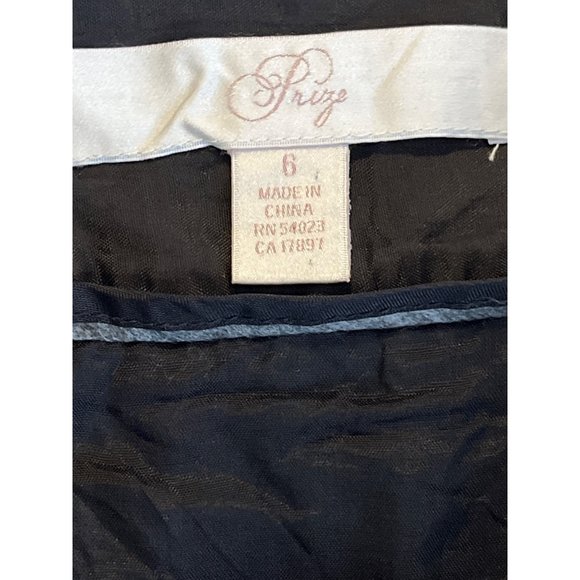 Prize
6
MADE IN
CHINA
RN 54023
CA 17897